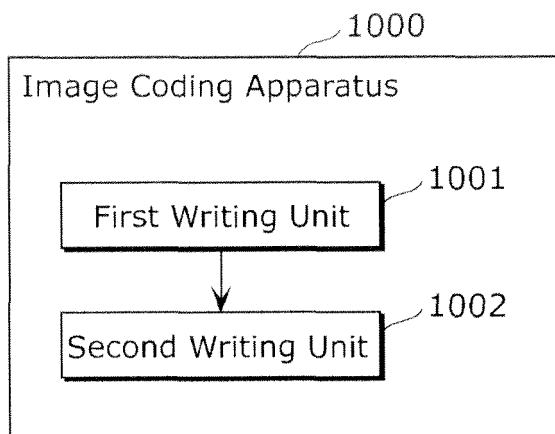 1000
Image Coding Apparatus
1001
First Writing Unit
1002
Second Writing Unit